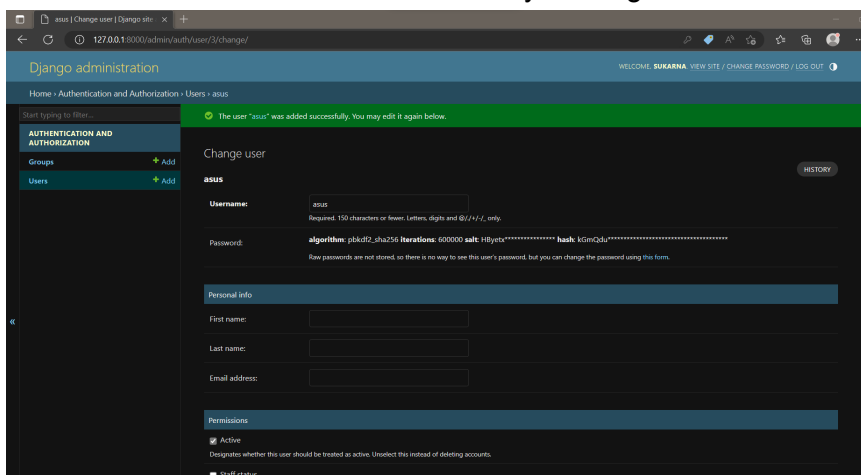 asus | Change user | Django site
127.0.0.1:8000/admin/auth/user/3/change/
Django administration
WELCOME, SUKARNA. VIEW SITE / CHANGE PASSWORD / LOG OUT
Home › Authentication and Authorization › Users › asus
Start typing to filter...
The user "asus" was added successfully. You may edit it again below.
AUTHENTICATION AND
AUTHORIZATION
Groups + Add
Users + Add
Change user
HISTORY
asus
Username: asus
Required. 150 characters or fewer. Letters, digits and @/./+/-/_ only.
Password: algorithm: pbkdf2_sha256 iterations: 600000 salt: HByetx**************** hash: kGmQdu**************************************
Raw passwords are not stored, so there is no way to see this user's password, but you can change the password using this form.
Personal info
«
First name:
Last name:
Email address:
Permissions
Active
Designates whether this user should be treated as active. Unselect this instead of deleting accounts.
Staff status